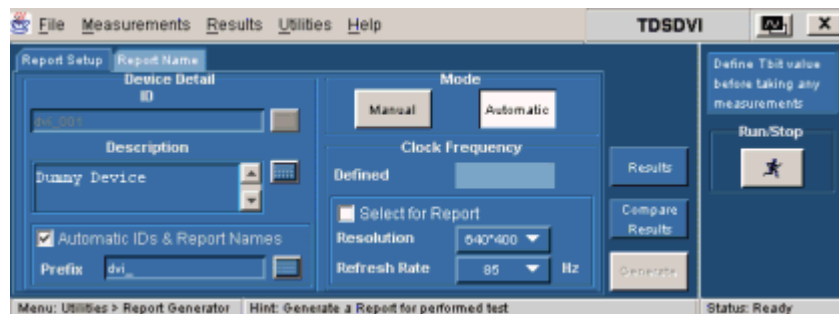 File Measurements Results Utilities Help TDSDVI X
Report Setup Report Name
Device Detail
ID
dvi_001
Description
Dummy Device
Automatic IDs & Report Names
Prefix dvi_
Mode
Manual Automatic
Clock Frequency
Defined
Select for Report
Resolution 640*400
Refresh Rate 85 Hz
Results
Compare
Results
Generate
Define Tbit value
before taking any
measurements
Run/Stop
Menu: Utilities > Report Generator Hint: Generate a Report for performed test Status: Ready